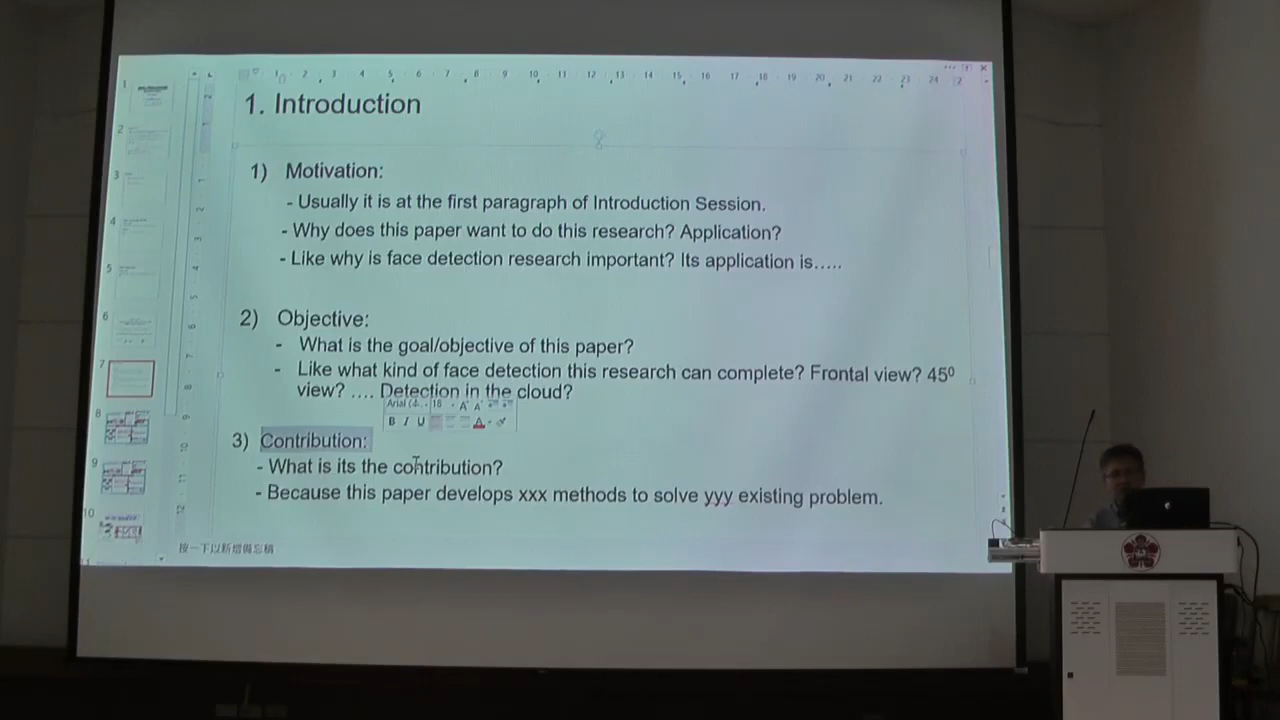 1. Introduction
1) Motivation:
- Usually it is at the first paragraph of Introduction Session.
- Why does this paper want to do this research? Application?
- Like why is face detection research important? Its application is.....
2) Objective:
- What is the goal/objective of this paper?
- Like what kind of face detection this research can complete? Frontal view? 45⁰
view? .... Detection in the cloud?
3) Contribution:
- What is its the contribution?
- Because this paper develops xxx methods to solve yyy existing problem.
按一下以新增備忘稿